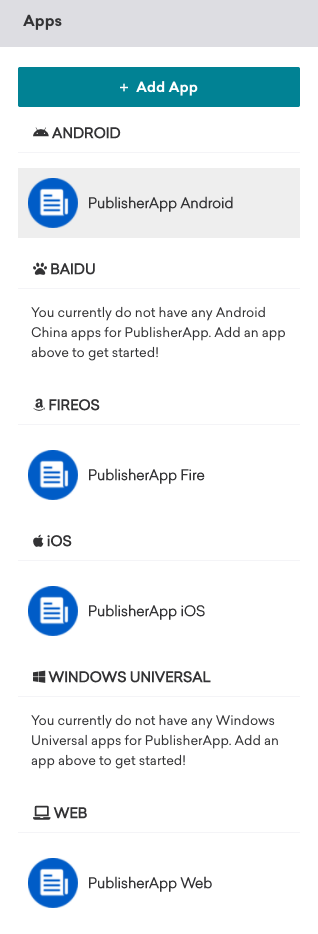 Apps
+ Add App
ANDROID
PublisherApp Android
BAIDU
You currently do not have any Android
China apps for PublisherApp. Add an app
above to get started!
FIREOS
PublisherApp Fire
iOS
PublisherApp iOS
WINDOWS UNIVERSAL
You currently do not have any Windows
Universal apps for PublisherApp. Add an
app above to get started!
WEB
PublisherApp Web